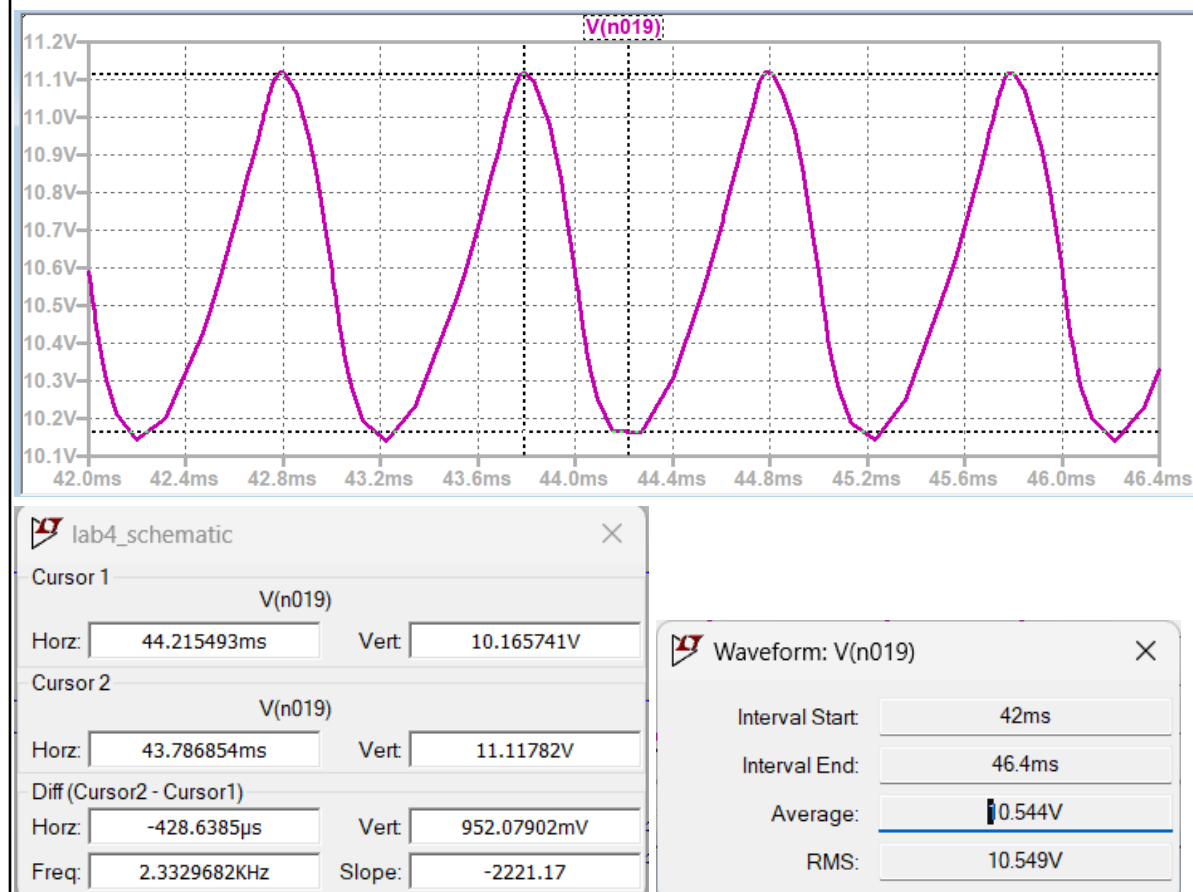 V(n019)
11.2V
11.1V
11.0V
10.9V
10.8V
10.7V
10.6V
10.5V
10.4V
10.3V
10.2V
10.1V
42.0ms 42.4ms 42.8ms 43.2ms 43.6ms 44.0ms 44.4ms 44.8ms 45.2ms 45.6ms 46.0ms 46.4ms
lab4_schematic
Cursor 1
V(n019)
Horz: 44.215493ms Vert: 10.165741V
Cursor 2
V(n019)
Horz: 43.786854ms Vert: 11.11782V
Diff (Cursor2 - Cursor1)
Horz: -428.6385µs Vert: 952.07902mV
Freq: 2.3329682KHz Slope: -2221.17
Waveform: V(n019)
Interval Start: 42ms
Interval End: 46.4ms
Average: 10.544V
RMS: 10.549V